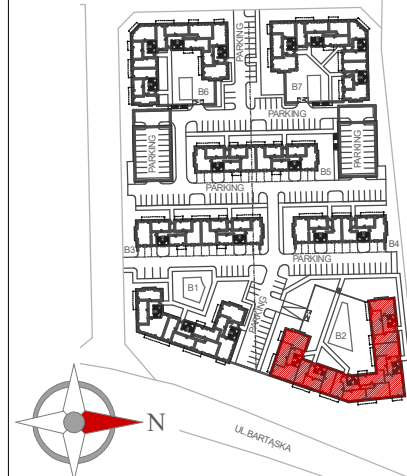 PARKING
B6
B7
PARKING
PARKING
PARKING
B5
PARKING
B3
B4
PARKING
B1
PARKING
B2
N
UL.BARTĄSKA